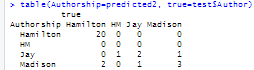 > table(Authorship=predicted2, true=test$Author)
true
Authorship Hamilton HM Jay Madison
Hamilton 20 0 0 0
HM 0 0 0 0
Jay 0 1 2 1
Madison 2 0 1 3